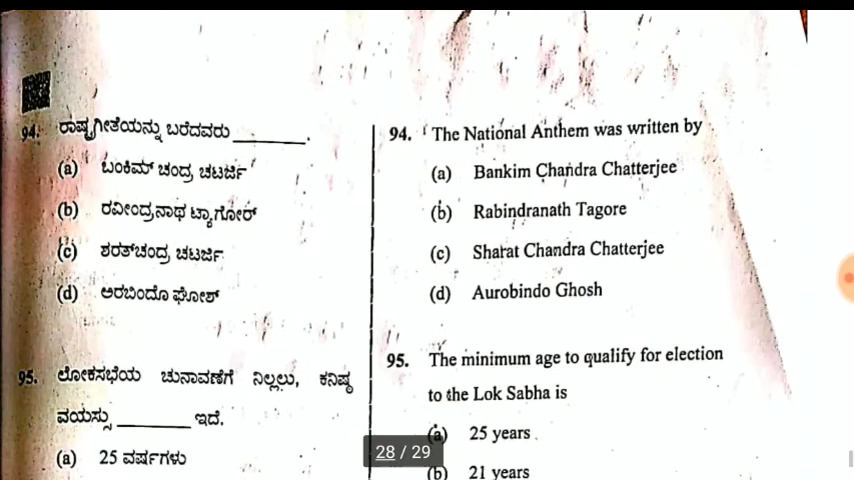 94. ರಾಷ್ಟ್ರಗೀತೆಯನ್ನು ಬರೆದವರು ________.
(a) ಬಂಕಿಮ್ ಚಂದ್ರ ಚಟರ್ಜಿ
(b) ರವೀಂದ್ರನಾಥ ಟ್ಯಾಗೋರ್
(c) ಶರತ್‌ಚಂದ್ರ ಚಟರ್ಜಿ
(d) ಅರಬಿಂದೊ ಘೋಶ್
95. ಲೋಕಸಭೆಯ ಚುನಾವಣೆಗೆ ನಿಲ್ಲಲು, ಕನಿಷ್ಠ
ವಯಸ್ಸು ________ ಇದೆ.
(a) 25 ವರ್ಷಗಳು
94. The National Anthem was written by
(a) Bankim Chandra Chatterjee
(b) Rabindranath Tagore
(c) Sharat Chandra Chatterjee
(d) Aurobindo Ghosh
95. The minimum age to qualify for election
to the Lok Sabha is
(a) 25 years
(b) 21 years
28 / 29